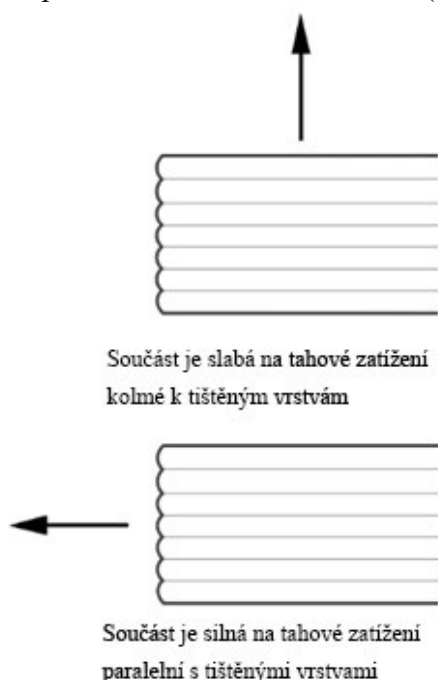 Součást je slabá na tahové zatížení
kolmé k tištěným vrstvám
Součást je silná na tahové zatížení
paralelní s tištěnými vrstvami